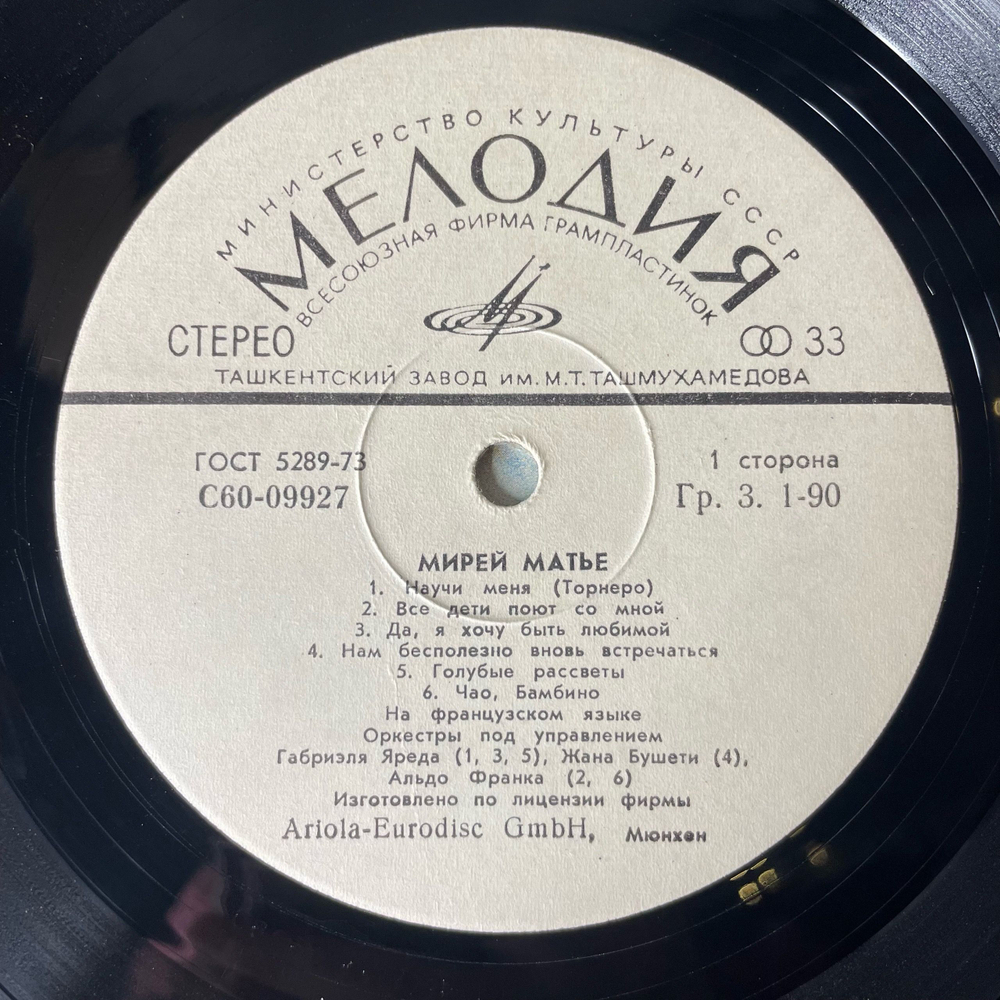 МИНИСТЕРСТВО КУЛЬТУРЫ СССР
МЕЛОДИЯ
ВСЕСОЮЗНАЯ ФИРМА ГРАМПЛАСТИНОК
СТЕРЕО
33
ТАШКЕНТСКИЙ ЗАВОД ИМ. М.Т. ТАШМУХАМЕДОВА
ГОСТ 5289-73
1 сторона
С60-09927
Гр. 3. 1-90
МИРЕЙ МАТЬЕ
1. Научи меня (Торнеро)
2. Все дети поют со мной
3. Да, я хочу быть любимой
4. Нам бесполезно вновь встречаться
5. Голубые рассветы
6. Чао, Бамбино
На французском языке
Оркестры под управлением
Габриэля Яреда (1, 3, 5), Жана Бушети (4),
Альдо Франка (2, 6)
Изготовлено по лицензии фирмы
Ariola-Eurodisc GmbH, Мюнхен